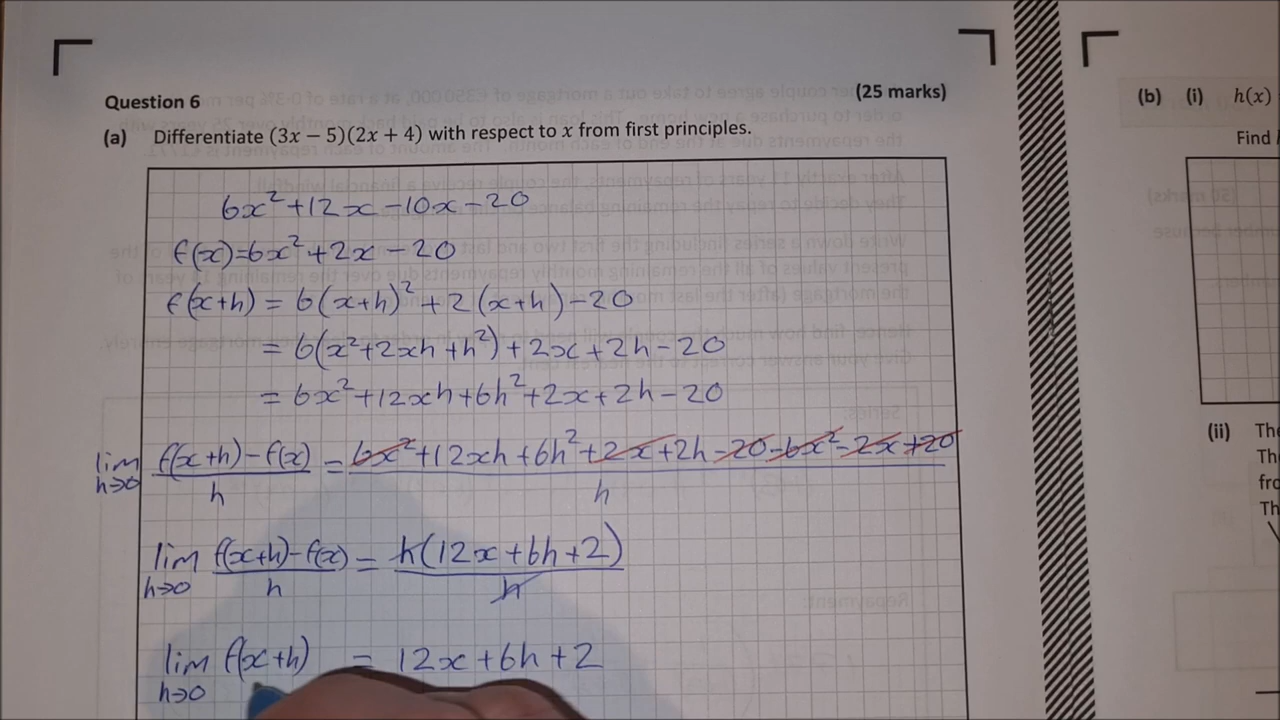 Question 6 (25 marks)
(a) Differentiate (3x − 5)(2x + 4) with respect to x from first principles.
6x² + 12x − 10x − 20
f(x) = 6x² + 2x − 20
f(x+h) = 6(x+h)² + 2(x+h) − 20
= 6(x² + 2xh + h²) + 2x + 2h − 20
= 6x² + 12xh + 6h² + 2x + 2h − 20
lim h→0 f(x+h) − f(x) / h = 6x² + 12xh + 6h² + 2x + 2h − 20 − 6x² − 2x + 20 / h
lim h→0 f(x+h) − f(x) / h = h(12x + 6h + 2) / h
lim h→0 f(x+h) = 12x + 6h + 2
(b) (i) h(x)
Find
(ii) The
Th
fro
Th